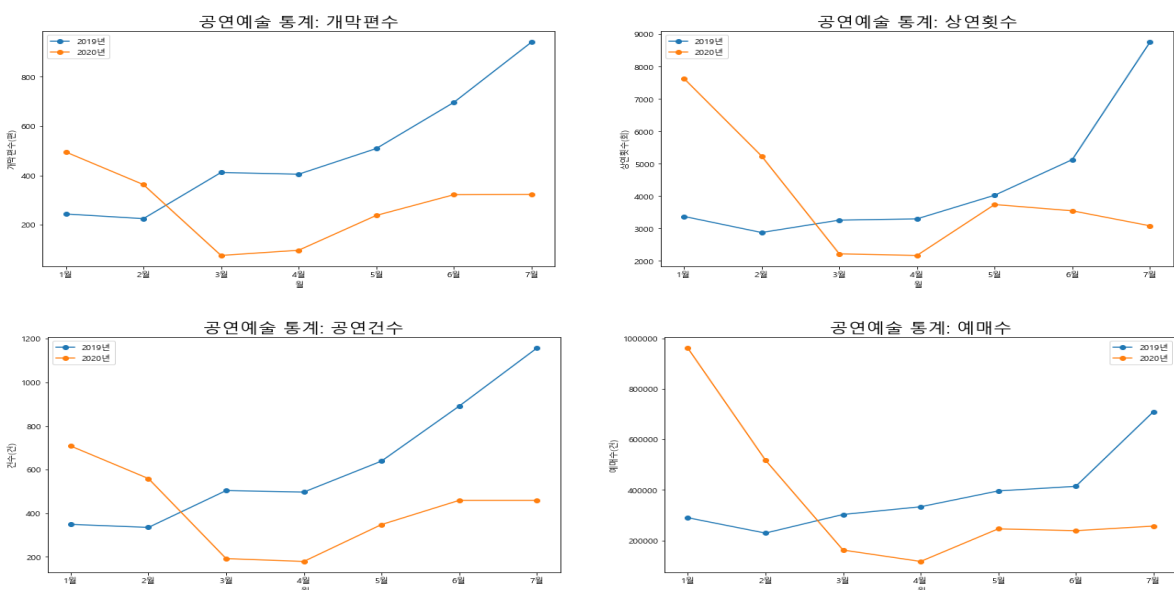 공연예술 통계: 개막편수
2019년
2020년
개막편수(편)
800
600
400
200
1월 2월 3월 4월 5월 6월 7월
월
공연예술 통계: 상연횟수
2019년
2020년
상연횟수(회)
9000
8000
7000
6000
5000
4000
3000
2000
1월 2월 3월 4월 5월 6월 7월
월
공연예술 통계: 공연건수
2019년
2020년
건수(건)
1200
1000
800
600
400
200
1월 2월 3월 4월 5월 6월 7월
월
공연예술 통계: 예매수
2019년
2020년
예매수(건)
1000000
800000
600000
400000
200000
1월 2월 3월 4월 5월 6월 7월